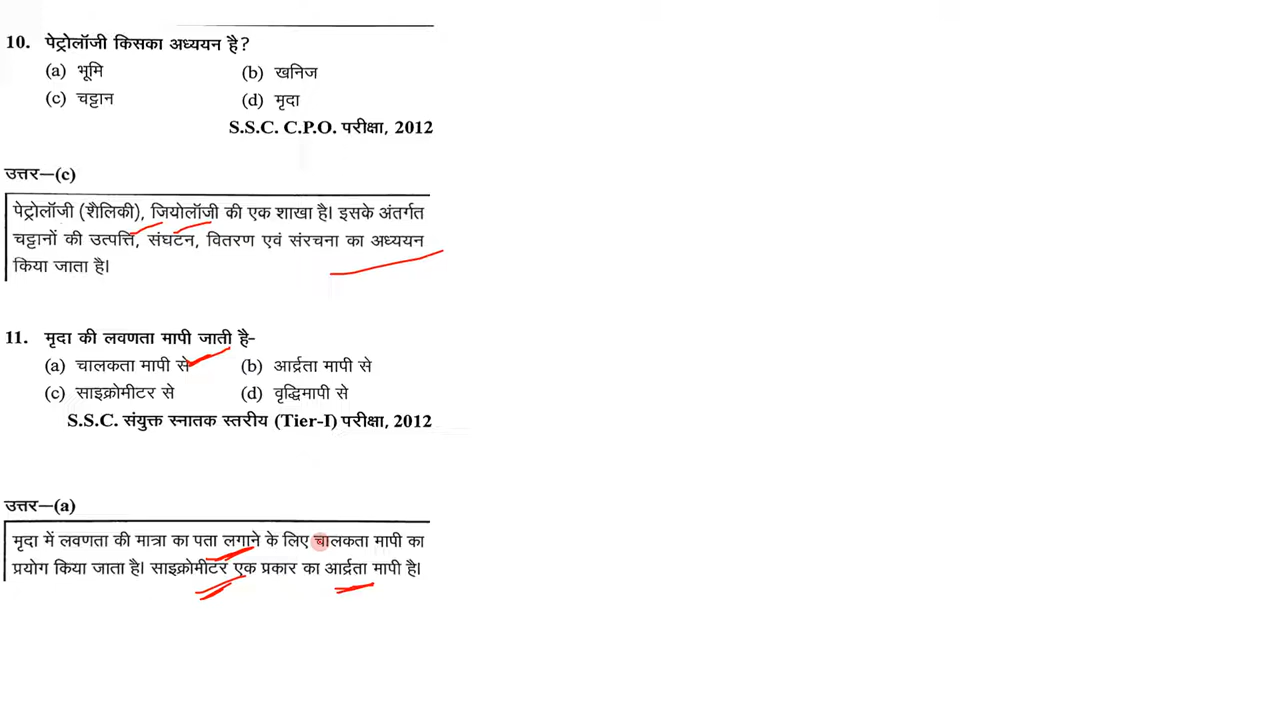 10. पेट्रोलॉजी किसका अध्ययन है?
(a) भूमि (b) खनिज
(c) चट्टान (d) मृदा
S.S.C. C.P.O. परीक्षा, 2012
उत्तर—(c)
पेट्रोलॉजी (शैलिकी), जियोलॉजी की एक शाखा है। इसके अंतर्गत
चट्टानों की उत्पत्ति, संघटन, वितरण एवं संरचना का अध्ययन
किया जाता है।
11. मृदा की लवणता मापी जाती है-
(a) चालकता मापी से (b) आर्द्रता मापी से
(c) साइक्रोमीटर से (d) वृद्धिमापी से
S.S.C. संयुक्त स्नातक स्तरीय (Tier-I) परीक्षा, 2012
उत्तर—(a)
मृदा में लवणता की मात्रा का पता लगाने के लिए चालकता मापी का
प्रयोग किया जाता है। साइक्रोमीटर एक प्रकार का आर्द्रता मापी है।